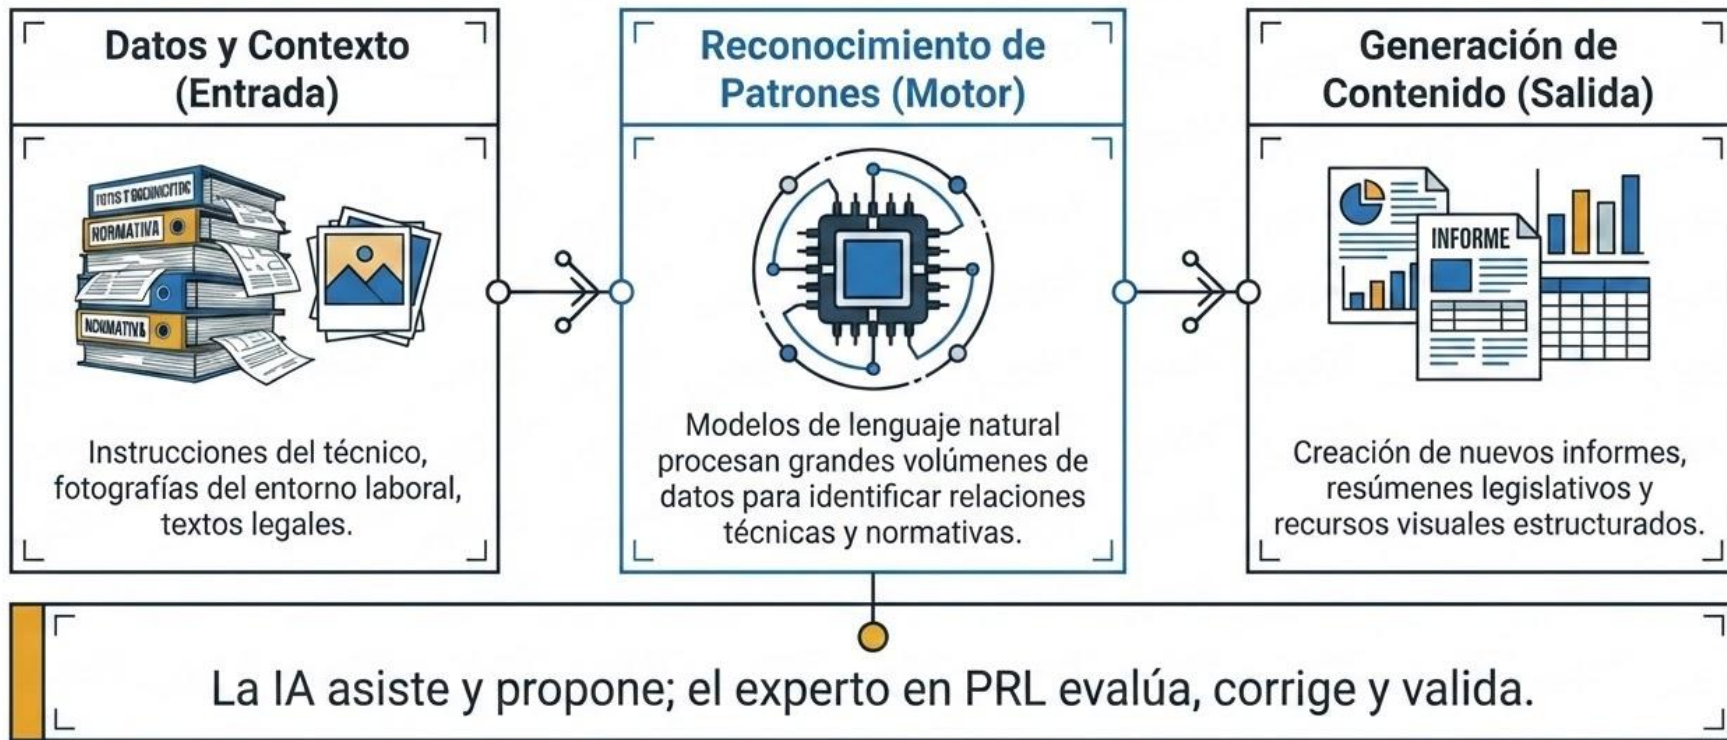 Datos y Contexto
(Entrada)
NORMATIVA
NORMATIVA
Instrucciones del técnico,
fotografías del entorno laboral,
textos legales.
Reconocimiento de
Patrones (Motor)
Modelos de lenguaje natural
procesan grandes volúmenes de
datos para identificar relaciones
técnicas y normativas.
Generación de
Contenido (Salida)
INFORME
Creación de nuevos informes,
resúmenes legislativos y
recursos visuales estructurados.
La IA asiste y propone; el experto en PRL evalúa, corrige y valida.